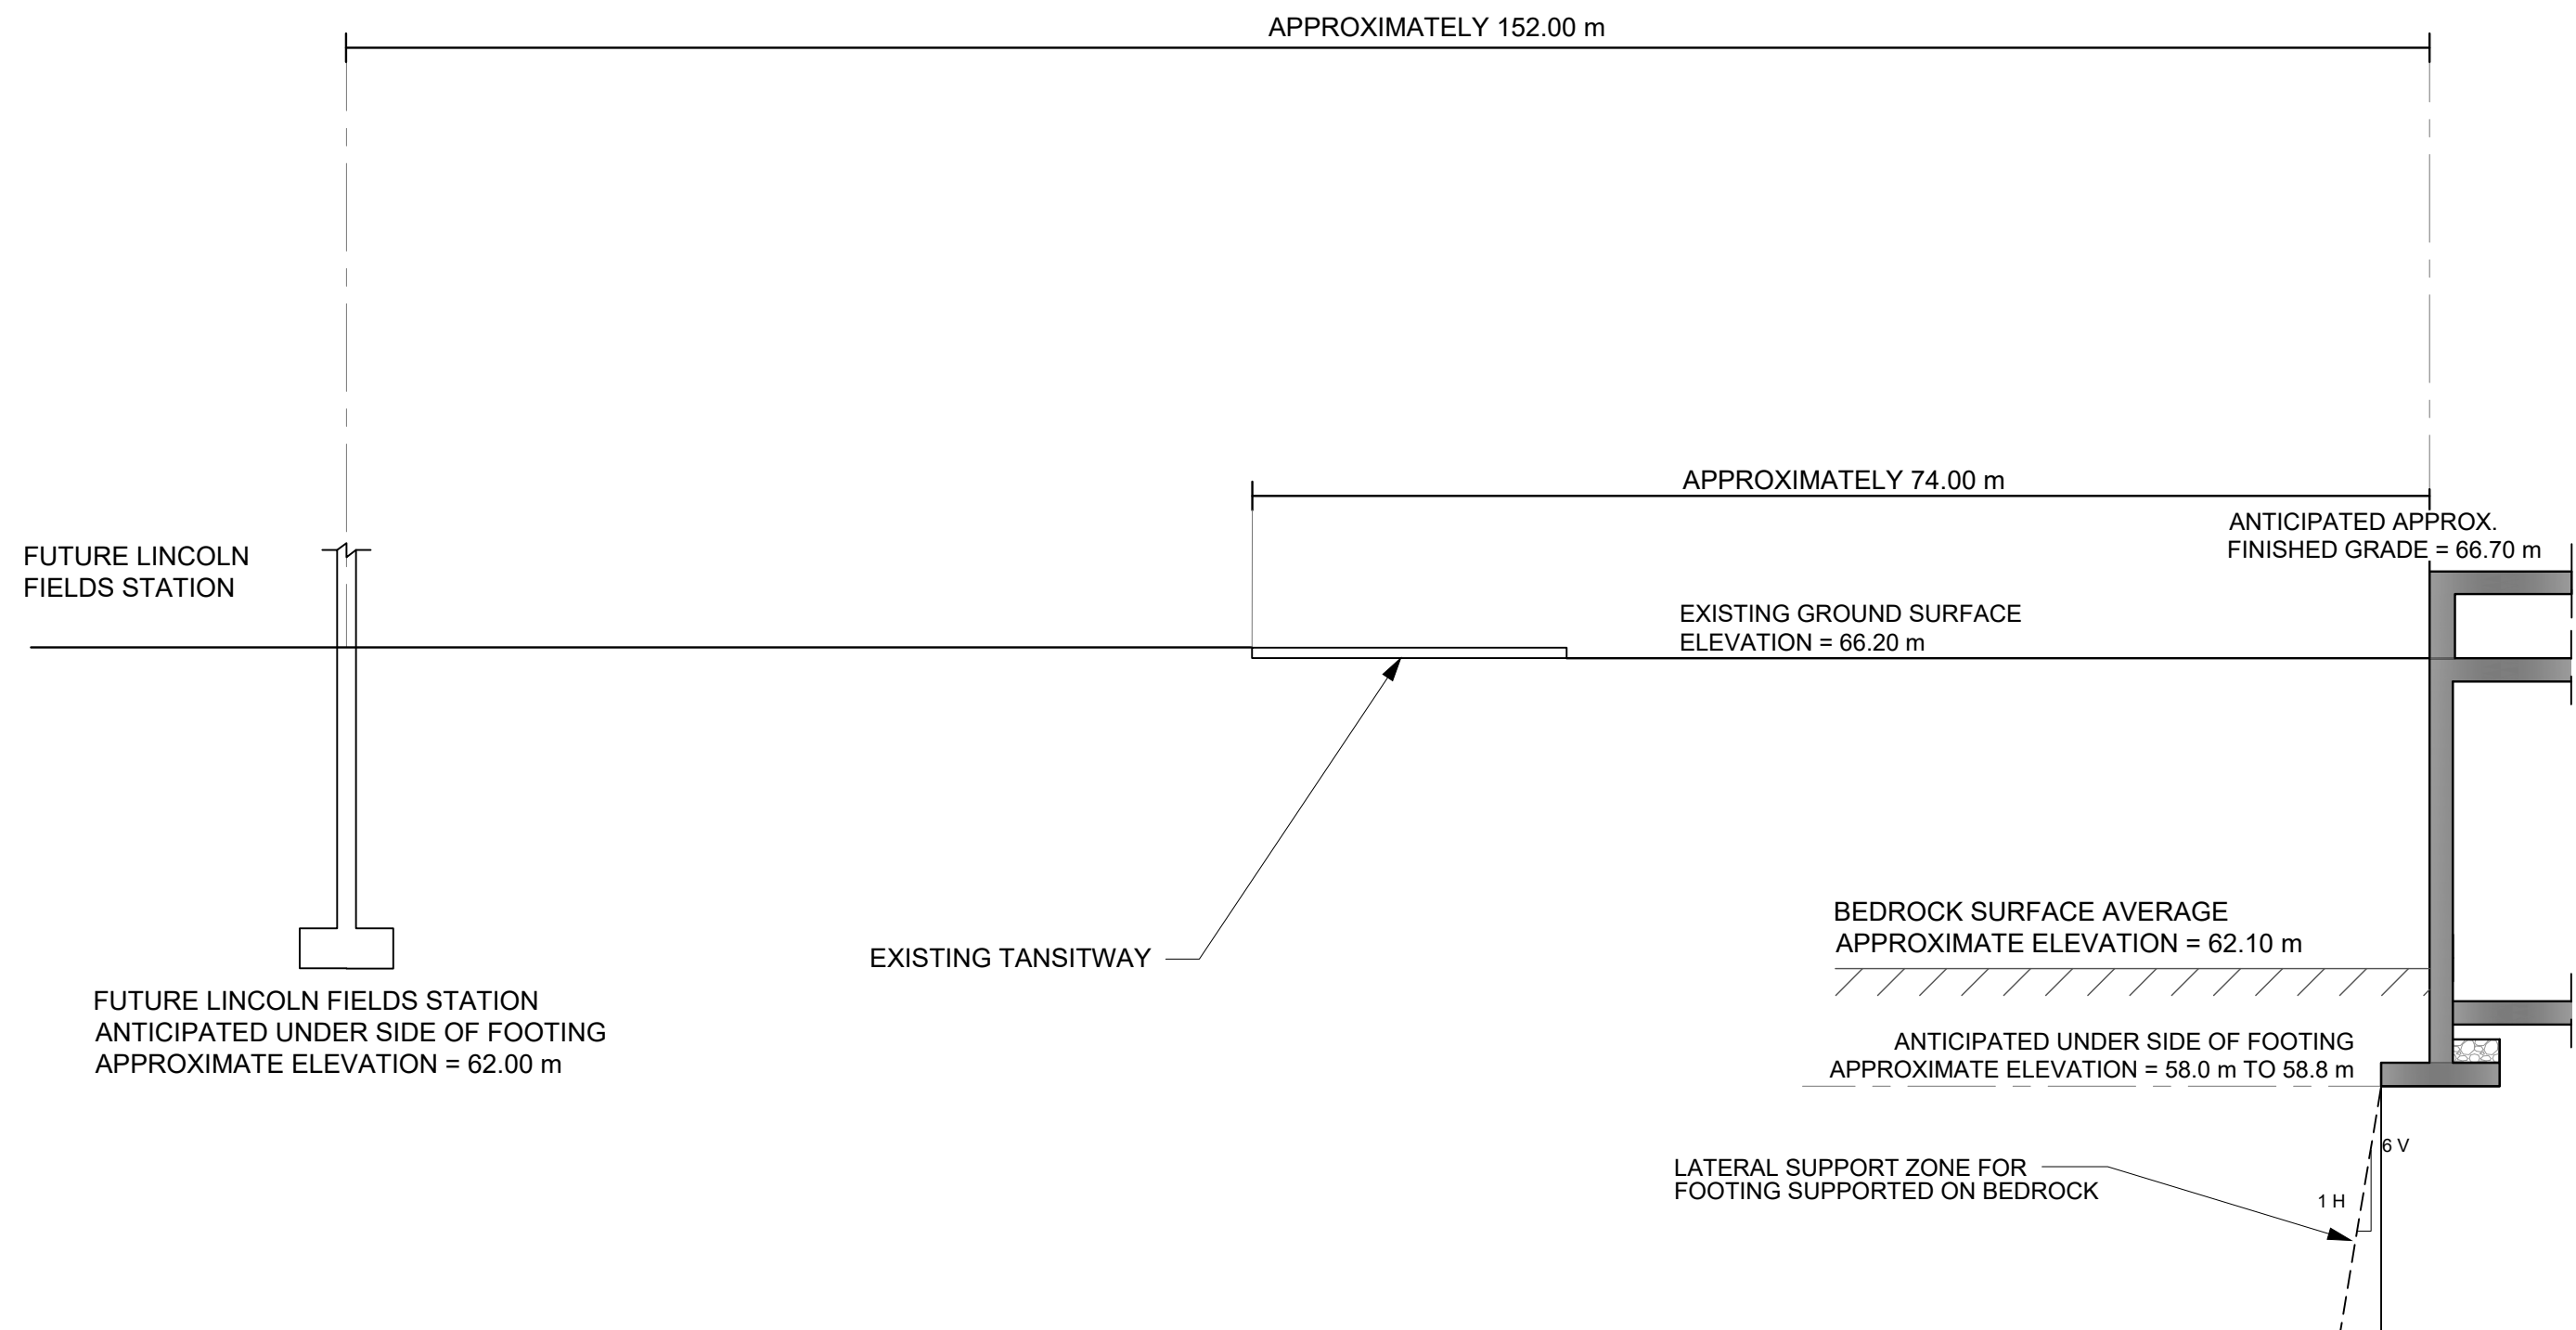 APPROXIMATELY 152.00 m
APPROXIMATELY 74.00 m
ANTICIPATED APPROX.
FINISHED GRADE = 66.70 m
FUTURE LINCOLN
FIELDS STATION
EXISTING GROUND SURFACE
ELEVATION = 66.20 m
BEDROCK SURFACE AVERAGE
APPROXIMATE ELEVATION = 62.10 m
EXISTING TANSITWAY
FUTURE LINCOLN FIELDS STATION
ANTICIPATED UNDER SIDE OF FOOTING
APPROXIMATE ELEVATION = 62.00 m
ANTICIPATED UNDER SIDE OF FOOTING
APPROXIMATE ELEVATION = 58.0 m TO 58.8 m
6 V
LATERAL SUPPORT ZONE FOR
FOOTING SUPPORTED ON BEDROCK
1 H